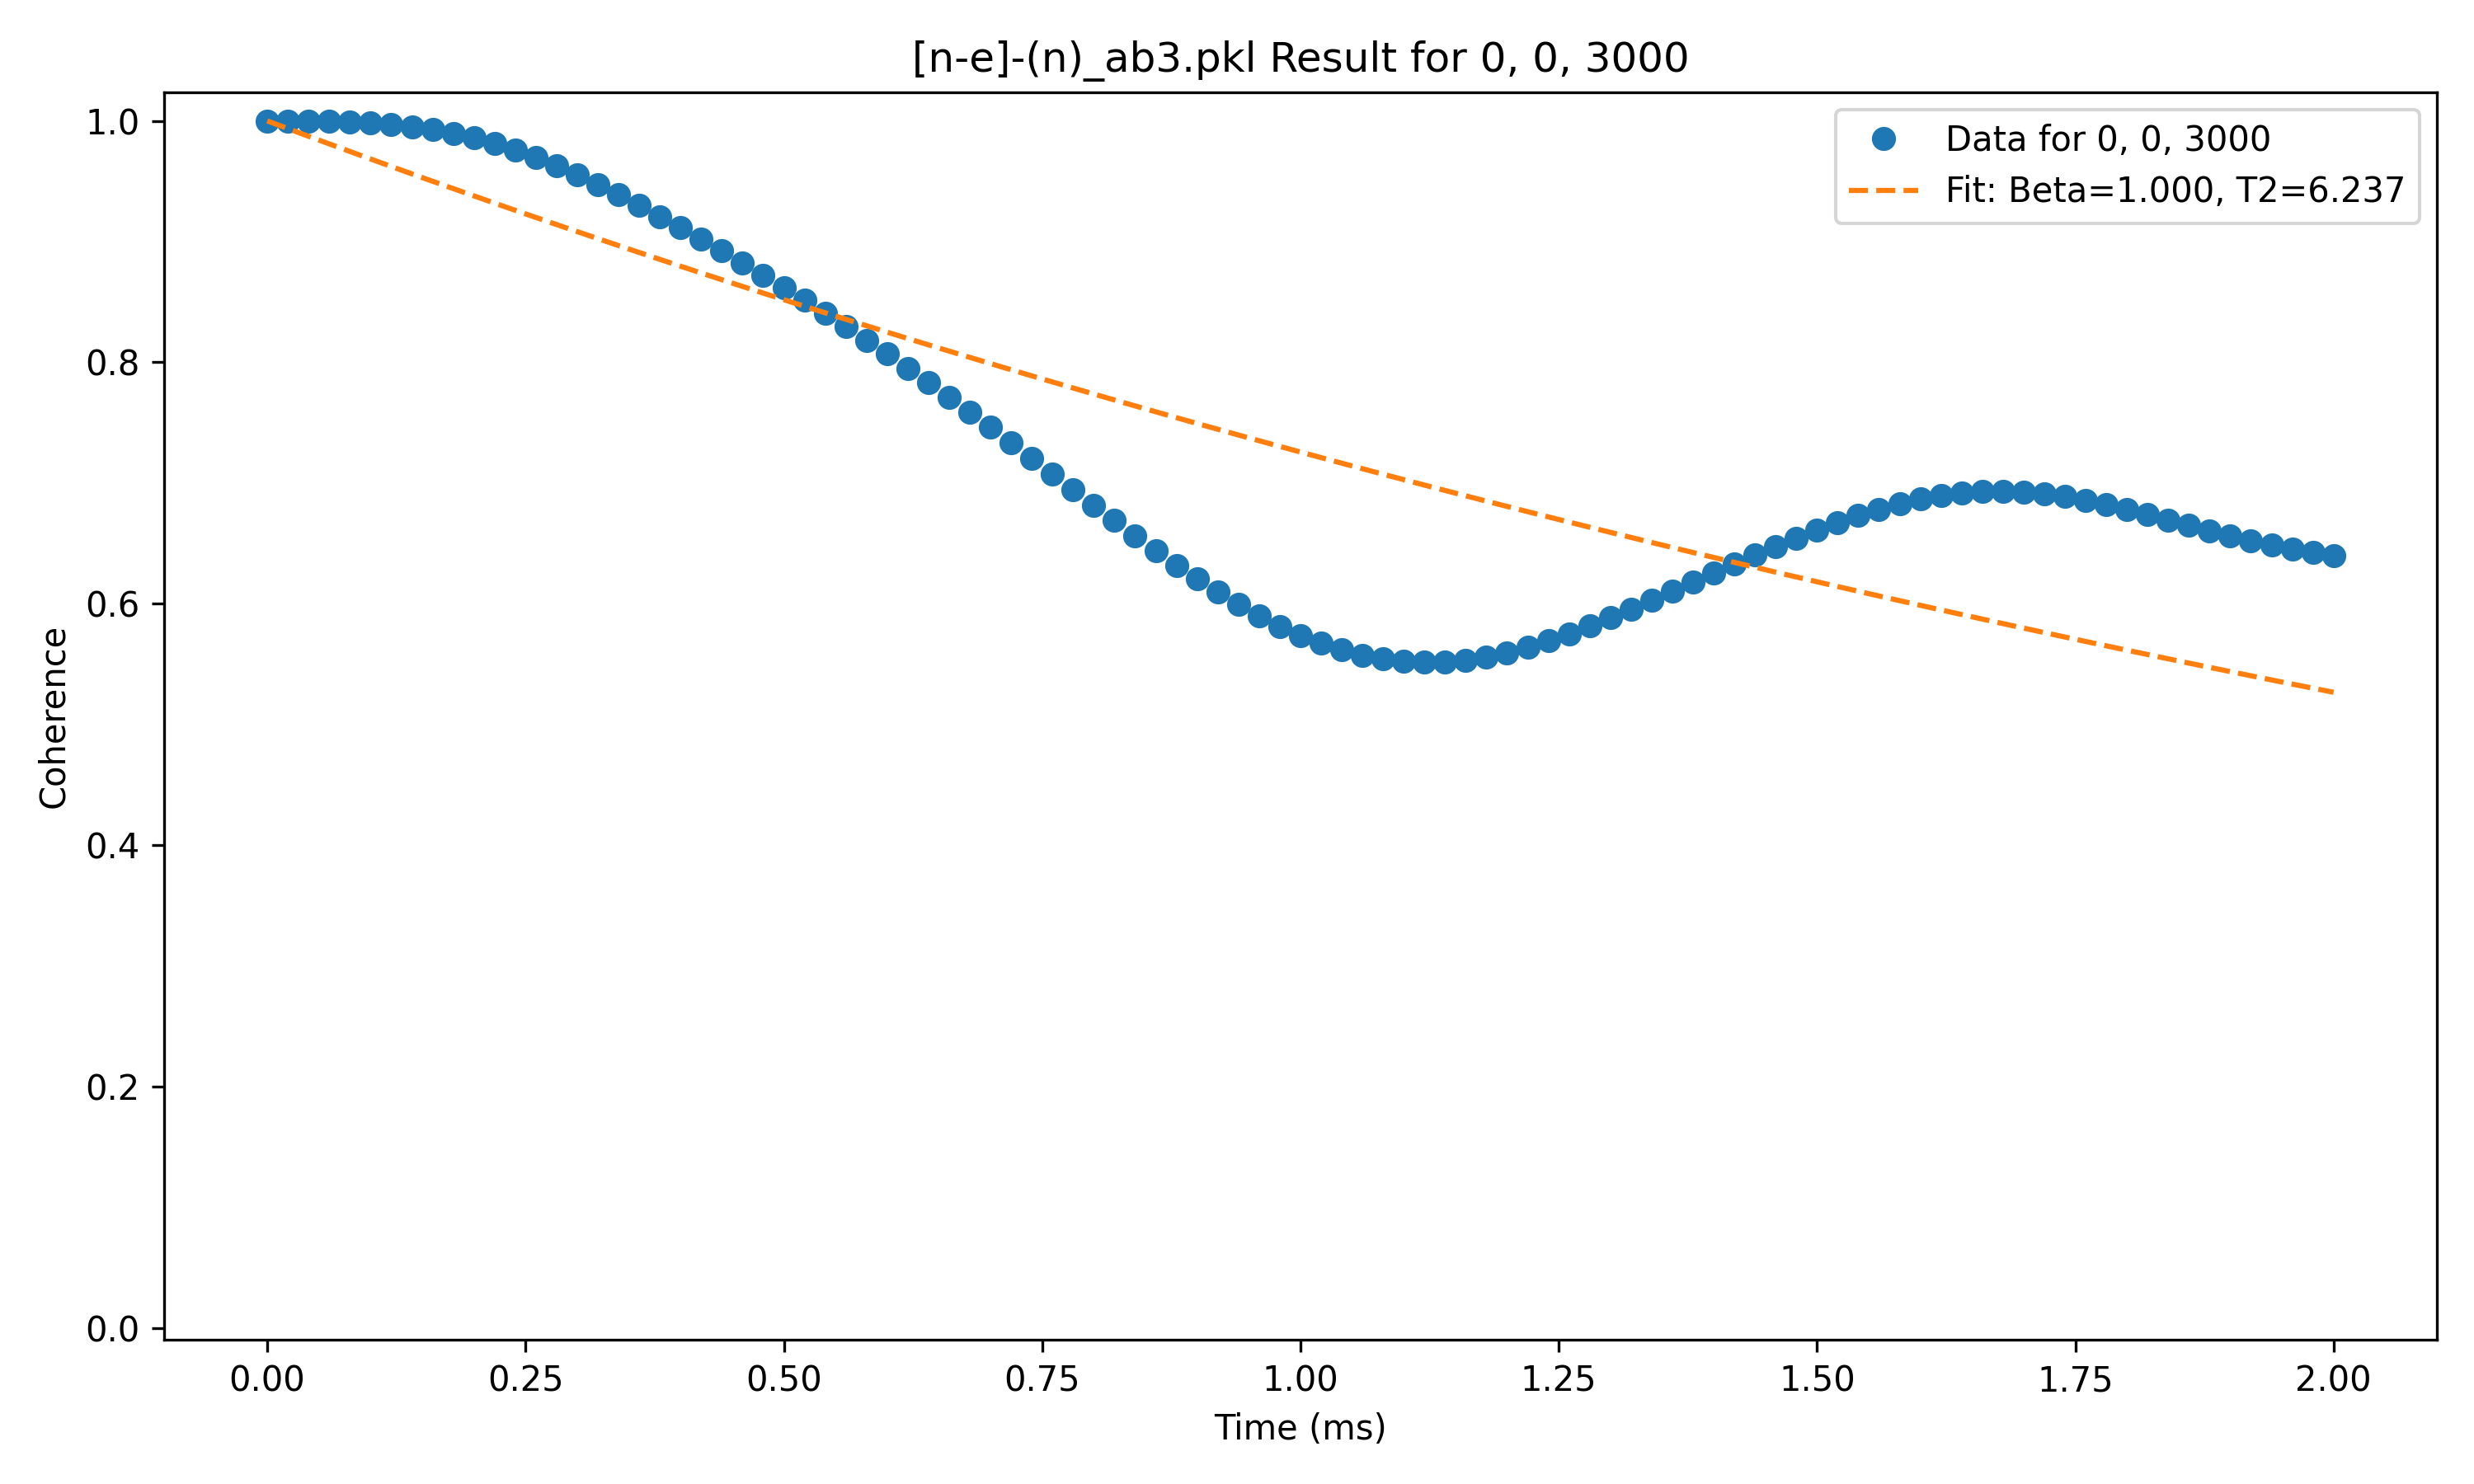 [n-e]-(n)_ab3.pkl Result for 0, 0, 3000
Data for 0, 0, 3000
Fit: Beta=1.000, T2=6.237
Coherence
1.0
0.8
0.6
0.4
0.2
0.0
0.00 0.25 0.50 0.75 1.00 1.25 1.50 1.75 2.00
Time (ms)